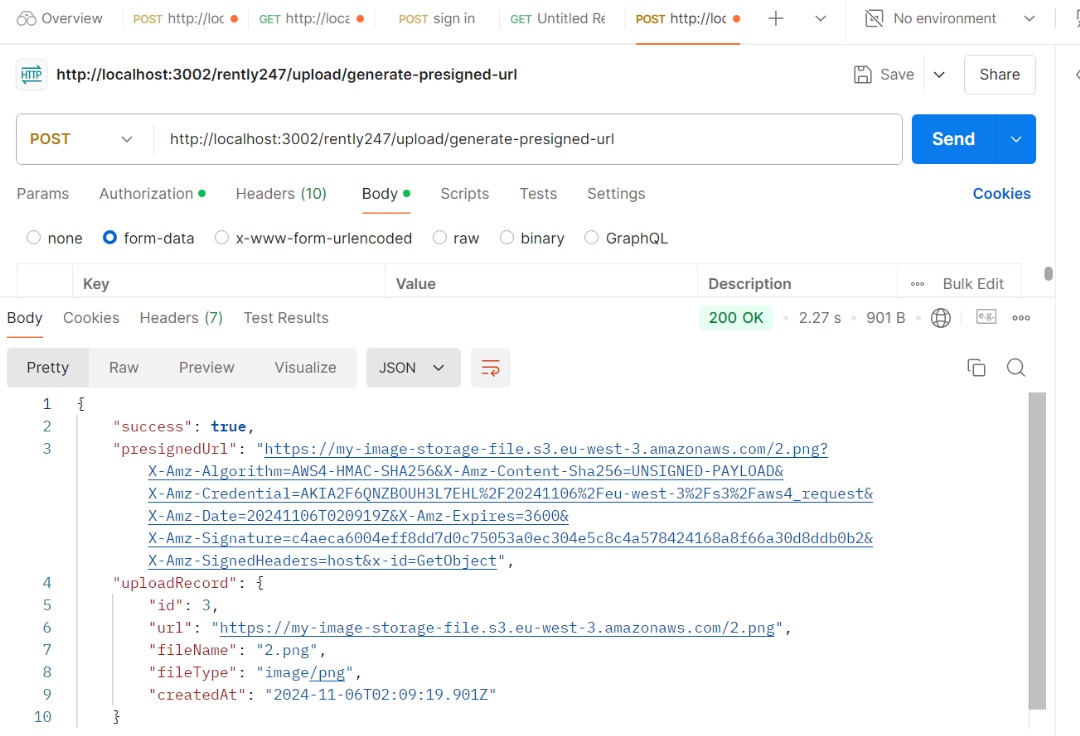 Overview POST http://loc GET http://loca POST sign in GET Untitled Re POST http://loc No environment
HTTP http://localhost:3002/rently247/upload/generate-presigned-url Save Share
POST http://localhost:3002/rently247/upload/generate-presigned-url Send
Params Authorization Headers (10) Body Scripts Tests Settings Cookies
none form-data x-www-form-urlencoded raw binary GraphQL
Key Value Description Bulk Edit
Body Cookies Headers (7) Test Results 200 OK 2.27 s 901 B e.g.
Pretty Raw Preview Visualize JSON
1 {
2 "success": true,
3 "presignedUrl": "https://my-image-storage-file.s3.eu-west-3.amazonaws.com/2.png?
X-Amz-Algorithm=AWS4-HMAC-SHA256&X-Amz-Content-Sha256=UNSIGNED-PAYLOAD&
X-Amz-Credential=AKIA2F6QNZBOUH3L7EHL%2F20241106%2Feu-west-3%2Fs3%2Faws4_request&
X-Amz-Date=20241106T020919Z&X-Amz-Expires=3600&
X-Amz-Signature=c4aeca6004eff8dd7d0c75053a0ec304e5c8c4a578424168a8f66a30d8ddb0b2&
X-Amz-SignedHeaders=host&x-id=GetObject",
4 "uploadRecord": {
5 "id": 3,
6 "url": "https://my-image-storage-file.s3.eu-west-3.amazonaws.com/2.png",
7 "fileName": "2.png",
8 "fileType": "image/png",
9 "createdAt": "2024-11-06T02:09:19.901Z"
10 }